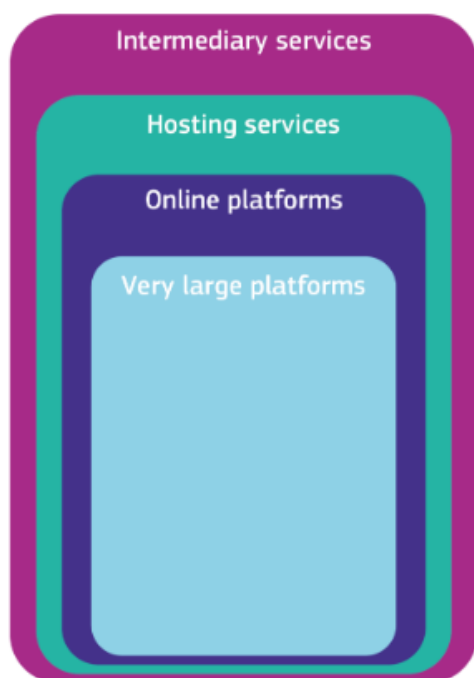 Intermediary services
Hosting services
Online platforms
Very large platforms